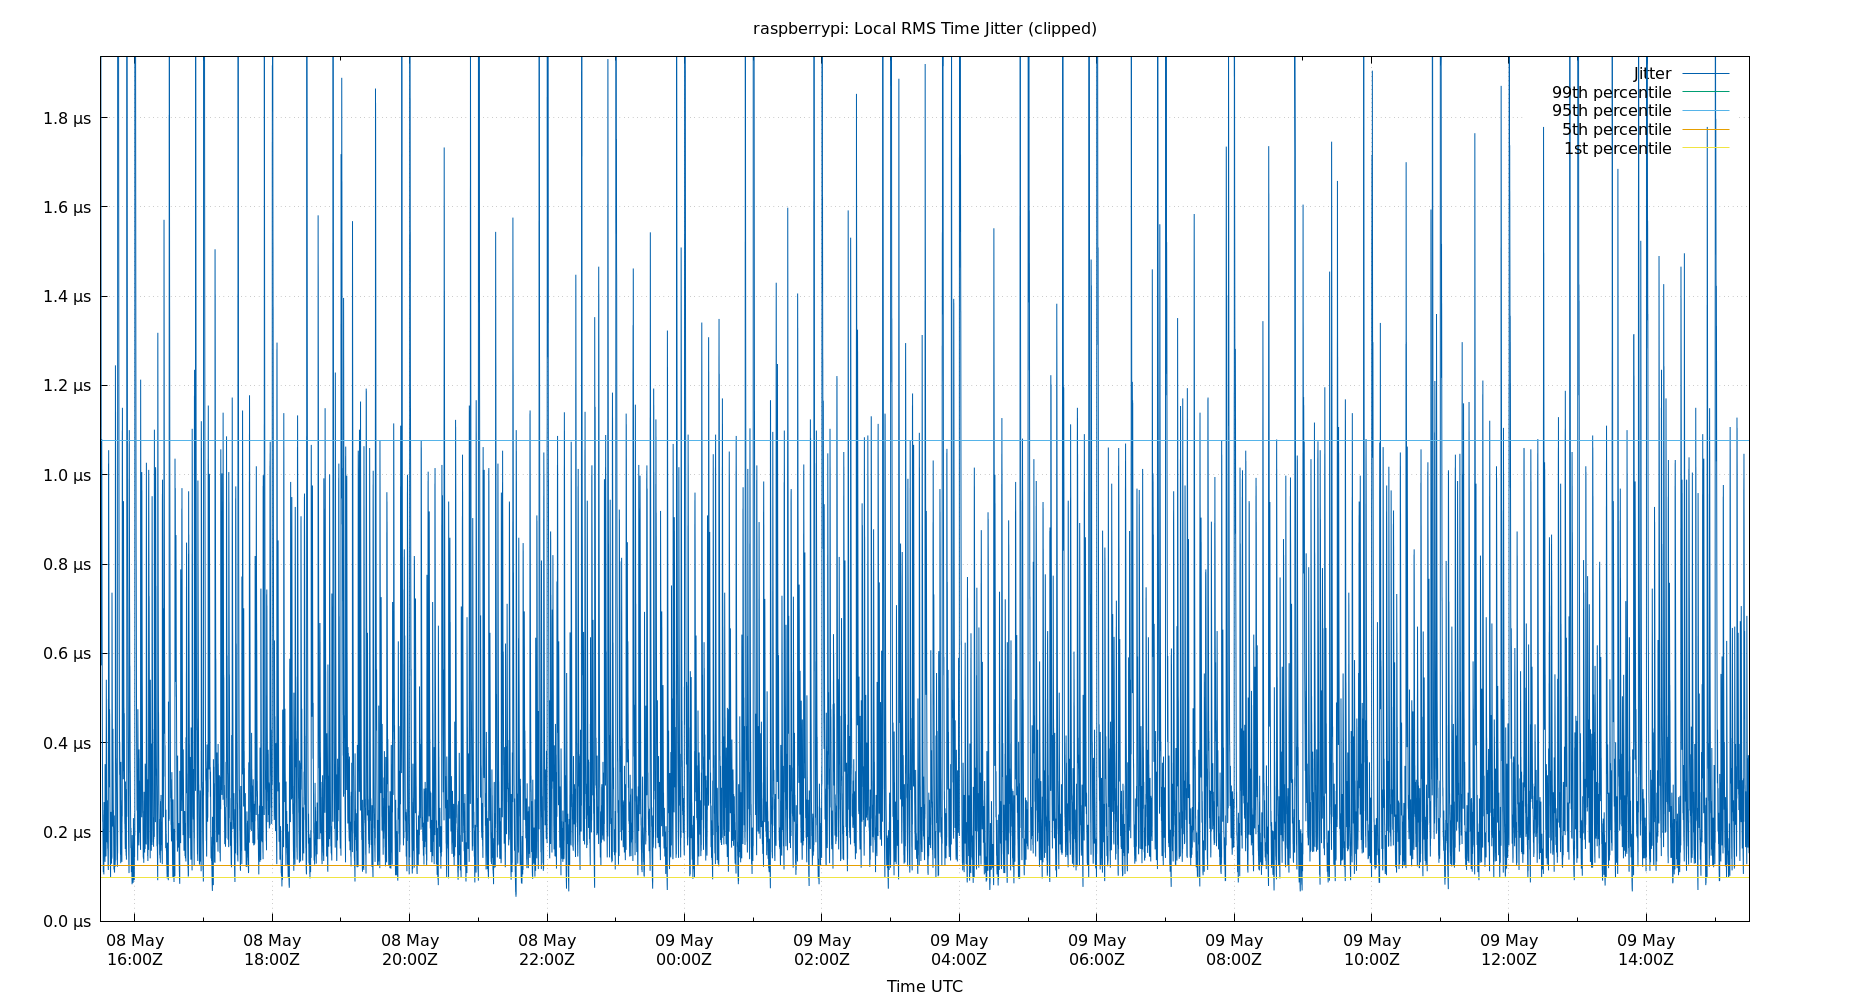 raspberrypi: Local RMS Time Jitter (clipped)
Jitter
99th percentile
95th percentile
5th percentile
1st percentile
1.8 μs
1.6 μs
1.4 μs
1.2 μs
1.0 μs
0.8 μs
0.6 μs
0.4 μs
0.2 μs
0.0 μs
08 May 08 May 08 May 08 May 09 May 09 May 09 May 09 May 09 May 09 May 09 May 09 May
16:00Z 18:00Z 20:00Z 22:00Z 00:00Z 02:00Z 04:00Z 06:00Z 08:00Z 10:00Z 12:00Z 14:00Z
Time UTC